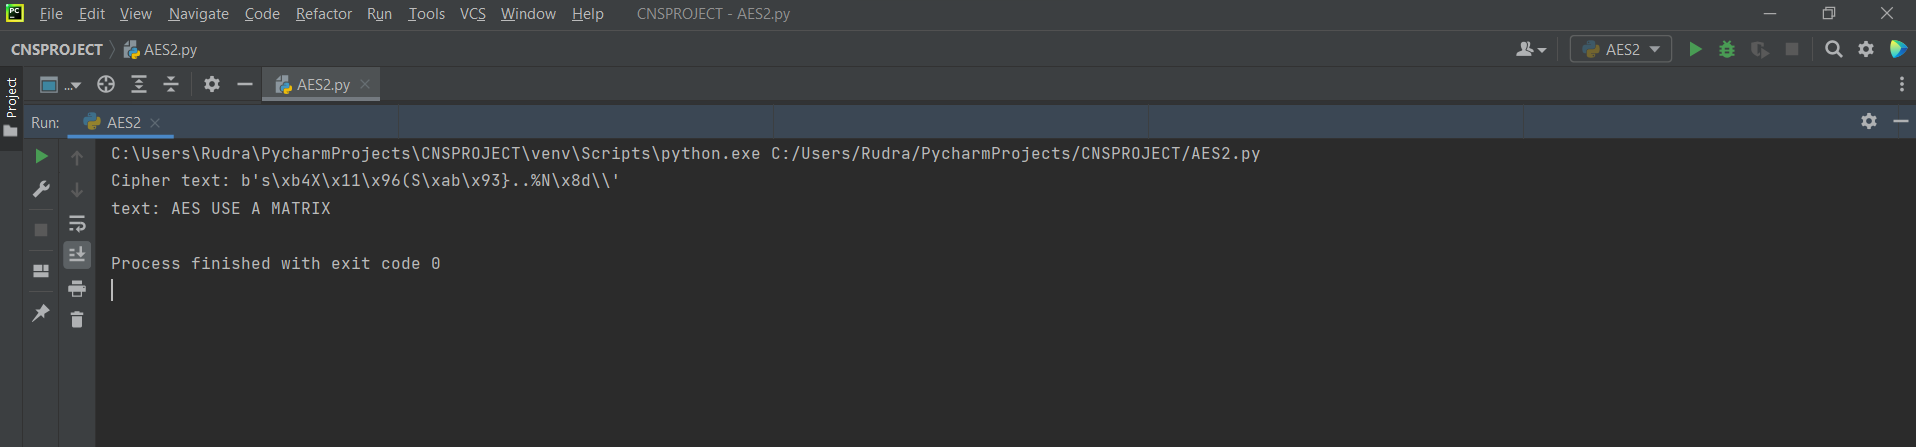 PC File Edit View Navigate Code Refactor Run Tools VCS Window Help CNSPROJECT - AES2.py
CNSPROJECT AES2.py AES2
Project ... AES2.py
Run: AES2
C:\Users\Rudra\PycharmProjects\CNSPROJECT\venv\Scripts\python.exe C:/Users/Rudra/PycharmProjects/CNSPROJECT/AES2.py
Cipher text: b's\xb4X\x11\x96(S\xab\x93}..%N\x8d\\'
text: AES USE A MATRIX
Process finished with exit code 0